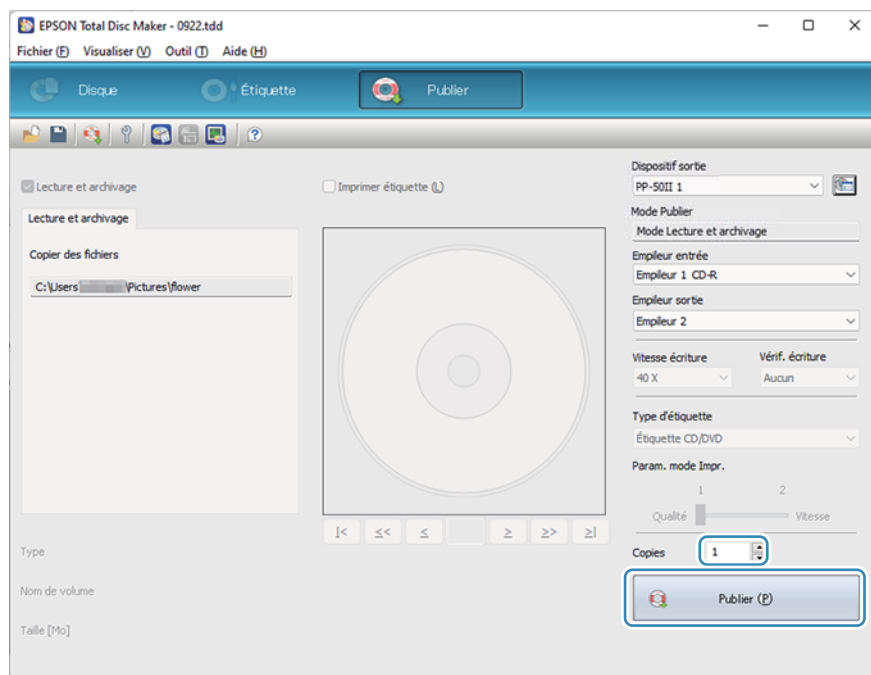 EPSON Total Disc Maker - 0922.tdd
Fichier (F) Visualiser (V) Outil (T) Aide (H)
Disque Étiquette Publier
Lecture et archivage
Imprimer étiquette (L)
Lecture et archivage
Copier des fichiers
C:\Users \Pictures\flower
|< ≤< ≤ ≥ ≥> ≥|
Type
Nom de volume
Taille [Mo]
Dispositif sortie
PP-50II 1
Mode Publier
Mode Lecture et archivage
Empileur entrée
Empileur 1 CD-R
Empileur sortie
Empileur 2
Vitesse écriture Vérif. écriture
40 X Aucun
Type d'étiquette
Étiquette CD/DVD
Param. mode Impr.
1 2
Qualité Vitesse
Copies 1
Publier (P)